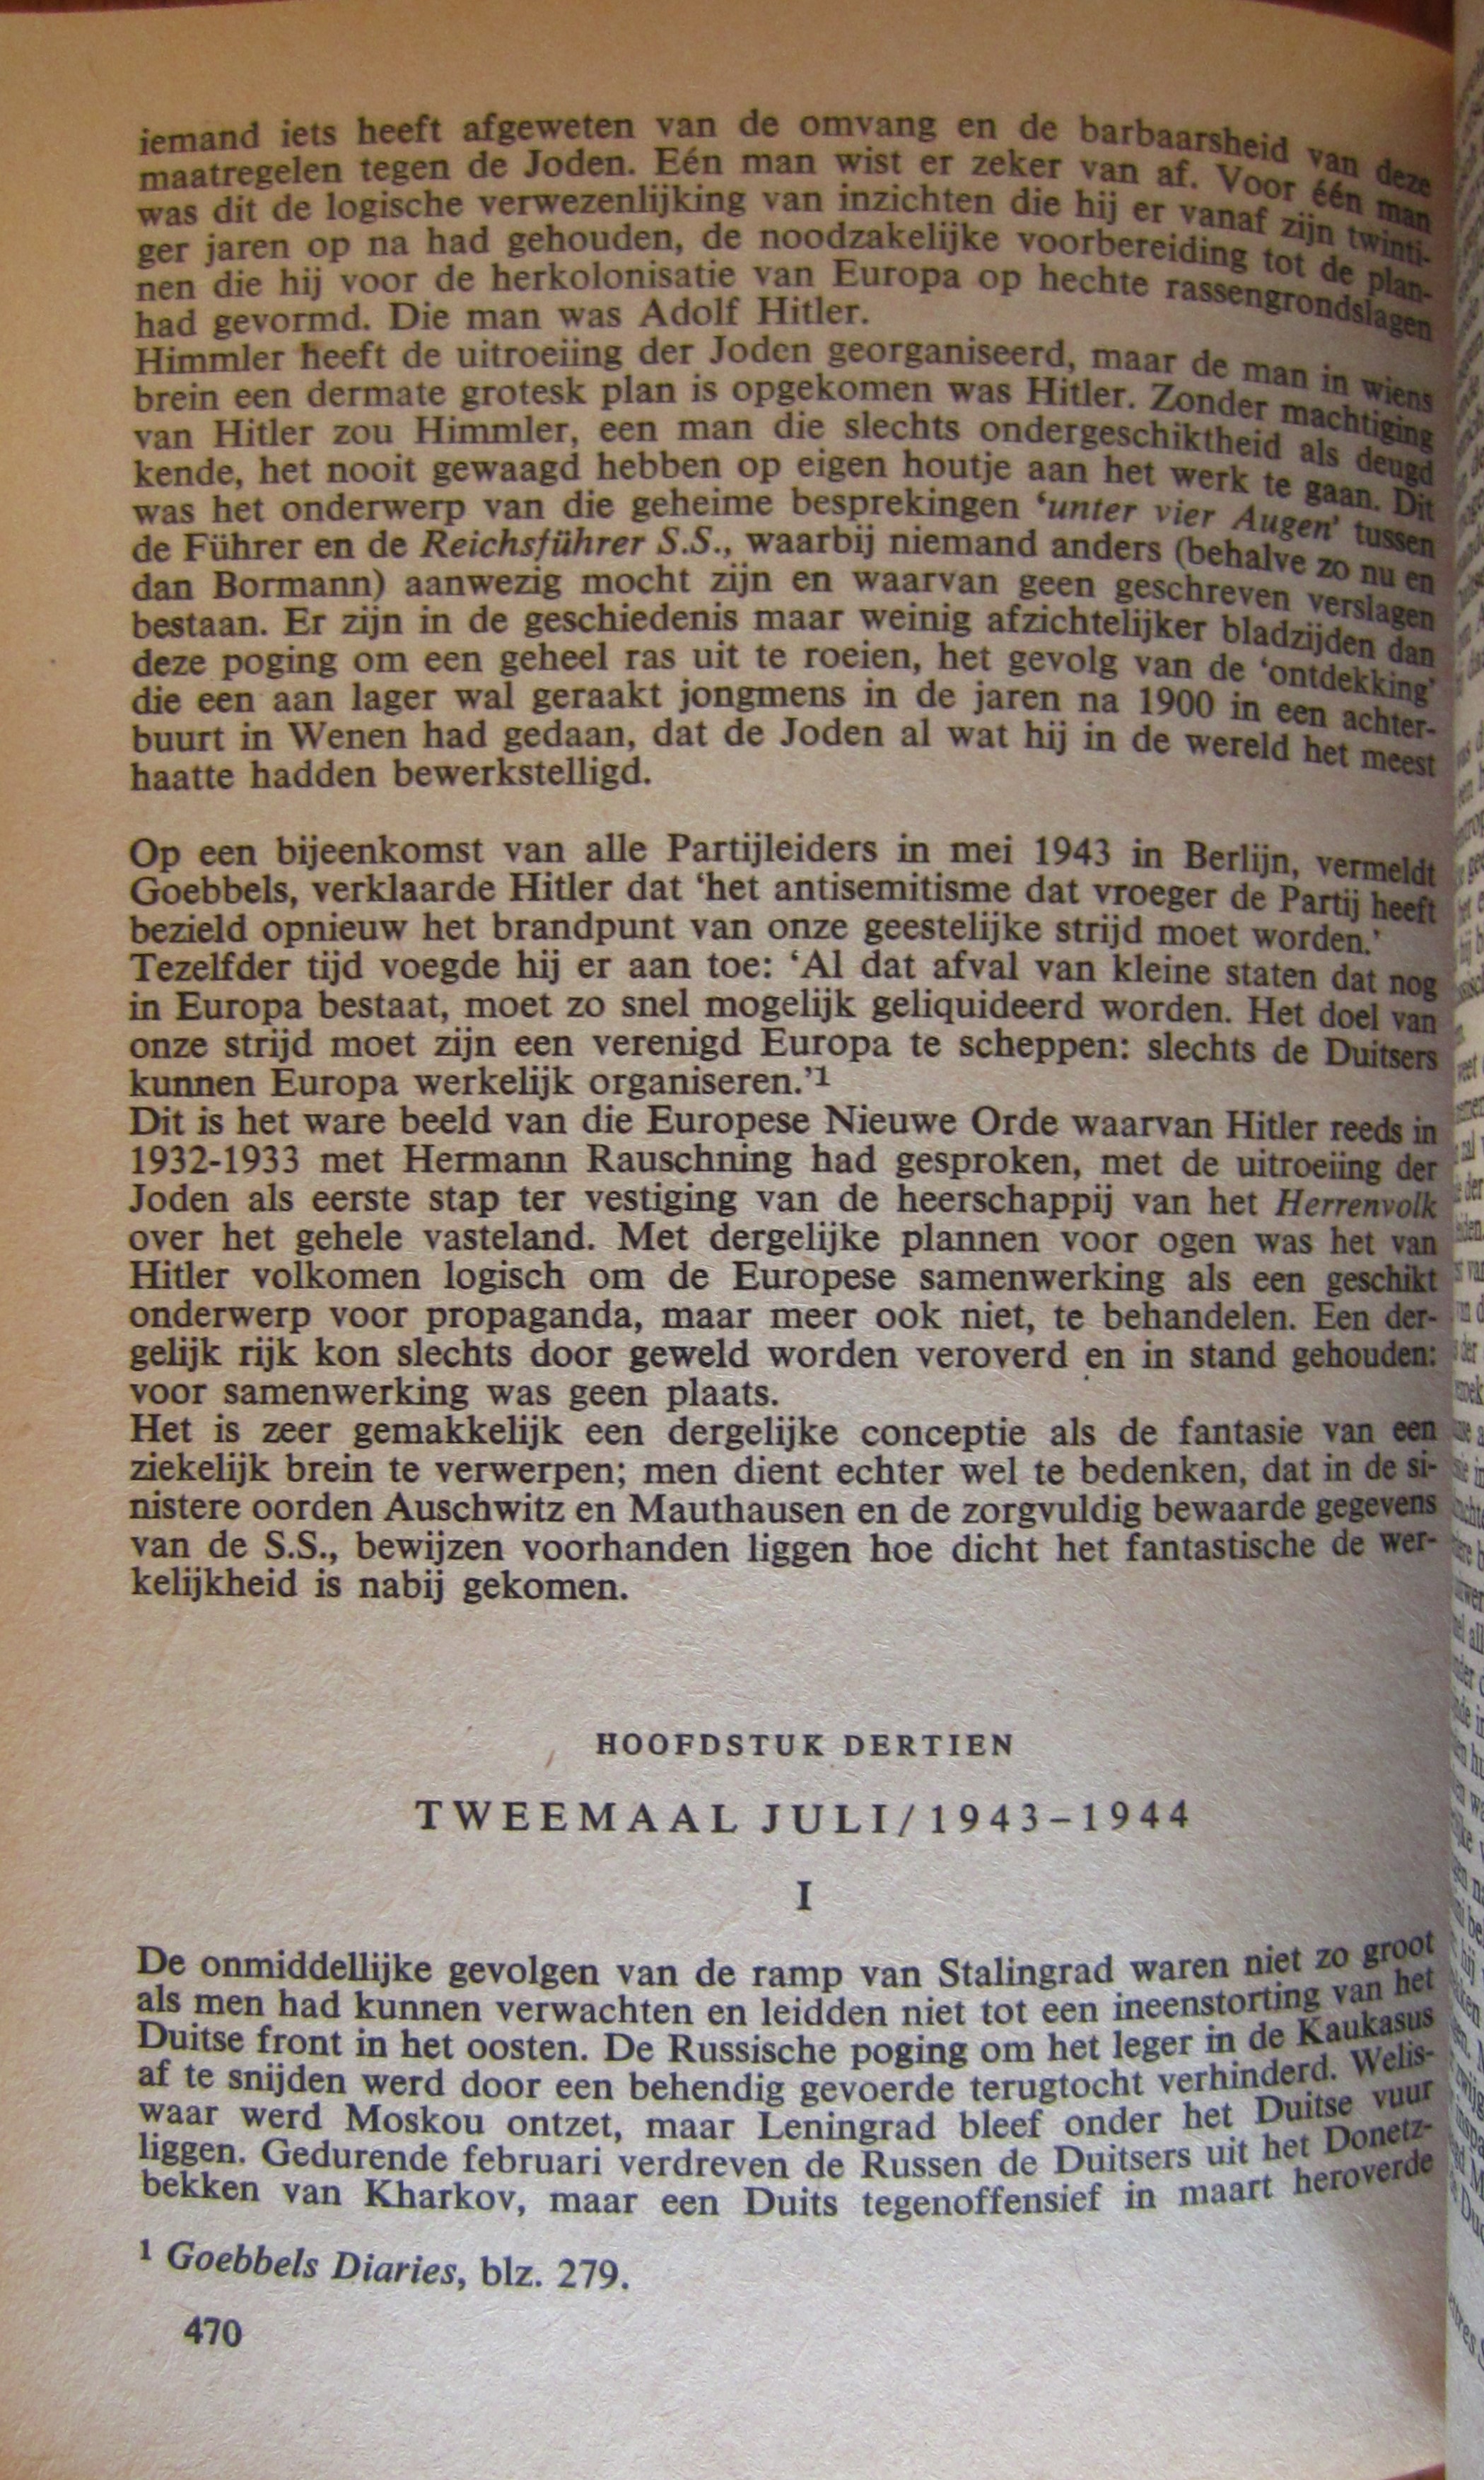 iemand iets heeft afgeweten van de omvang en de barbaarsheid van deze
maatregelen tegen de Joden. Eén man wist er zeker van af. Voor één man
was dit de logische verwezenlijking van inzichten die hij er vanaf zijn twinti-
ger jaren op na had gehouden, de noodzakelijke voorbereiding tot de plan-
nen die hij voor de herkolonisatie van Europa op hechte rassengrondslagen
had gevormd. Die man was Adolf Hitler.
Himmler heeft de uitroeiing der Joden georganiseerd, maar de man in wiens
brein een dermate grotesk plan is opgekomen was Hitler. Zonder machtiging
van Hitler zou Himmler, een man die slechts ondergeschiktheid als deugd
kende, het nooit gewaagd hebben op eigen houtje aan het werk te gaan. Dit
was het onderwerp van die geheime besprekingen ‘unter vier Augen’ tussen
de Führer en de Reichsführer S.S., waarbij niemand anders (behalve zo nu en
dan Bormann) aanwezig mocht zijn en waarvan geen geschreven verslagen
bestaan. Er zijn in de geschiedenis maar weinig afzichtelijker bladzijden dan
deze poging om een geheel ras uit te roeien, het gevolg van de ‘ontdekking’
die een aan lager wal geraakt jongmens in de jaren na 1900 in een achter-
buurt in Wenen had gedaan, dat de Joden al wat hij in de wereld het meest
haatte hadden bewerkstelligd.
Op een bijeenkomst van alle Partijleiders in mei 1943 in Berlijn, vermeldt
Goebbels, verklaarde Hitler dat ‘het antisemitisme dat vroeger de Partij heeft
bezield opnieuw het brandpunt van onze geestelijke strijd moet worden.’
Tezelfder tijd voegde hij er aan toe: ‘Al dat afval van kleine staten dat nog
in Europa bestaat, moet zo snel mogelijk geliquideerd worden. Het doel van
onze strijd moet zijn een verenigd Europa te scheppen: slechts de Duitsers
kunnen Europa werkelijk organiseren.’¹
Dit is het ware beeld van die Europese Nieuwe Orde waarvan Hitler reeds in
1932-1933 met Hermann Rauschning had gesproken, met de uitroeiing der
Joden als eerste stap ter vestiging van de heerschappij van het Herrenvolk
over het gehele vasteland. Met dergelijke plannen voor ogen was het van
Hitler volkomen logisch om de Europese samenwerking als een geschikt
onderwerp voor propaganda, maar meer ook niet, te behandelen. Een der-
gelijk rijk kon slechts door geweld worden veroverd en in stand gehouden:
voor samenwerking was geen plaats.
Het is zeer gemakkelijk een dergelijke conceptie als de fantasie van een
ziekelijk brein te verwerpen; men dient echter wel te bedenken, dat in de si-
nistere oorden Auschwitz en Mauthausen en de zorgvuldig bewaarde gegevens
van de S.S., bewijzen voorhanden liggen hoe dicht het fantastische de wer-
kelijkheid is nabij gekomen.
HOOFDSTUK DERTIEN
TWEEMAAL JULI/1943–1944
I
De onmiddellijke gevolgen van de ramp van Stalingrad waren niet zo groot
als men had kunnen verwachten en leidden niet tot een ineenstorting van het
Duitse front in het oosten. De Russische poging om het leger in de Kaukasus
af te snijden werd door een behendig gevoerde terugtocht verhinderd. Welis-
waar werd Moskou ontzet, maar Leningrad bleef onder het Duitse vuur
liggen. Gedurende februari verdreven de Russen de Duitsers uit het Donetz-
bekken van Kharkov, maar een Duits tegenoffensief in maart heroverde
¹ Goebbels Diaries, blz. 279.
470